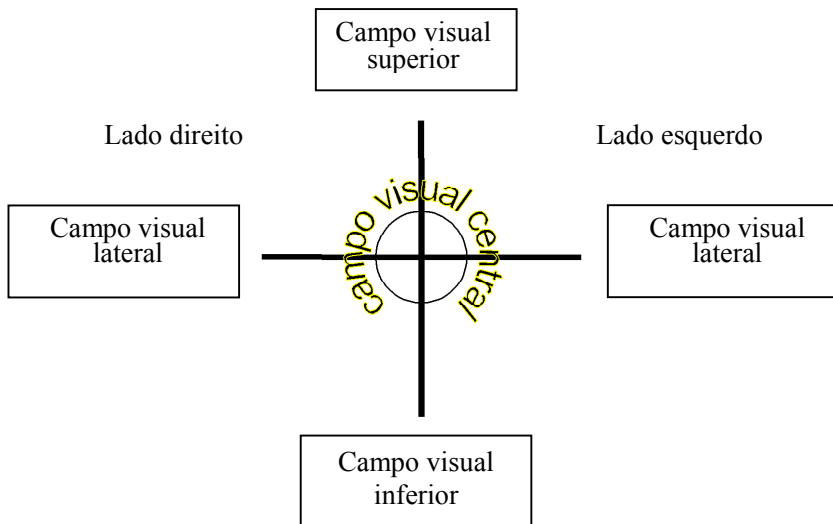 Campo visual
superior
Lado direito
Lado esquerdo
campo visual central
Campo visual
lateral
Campo visual
lateral
Campo visual
inferior